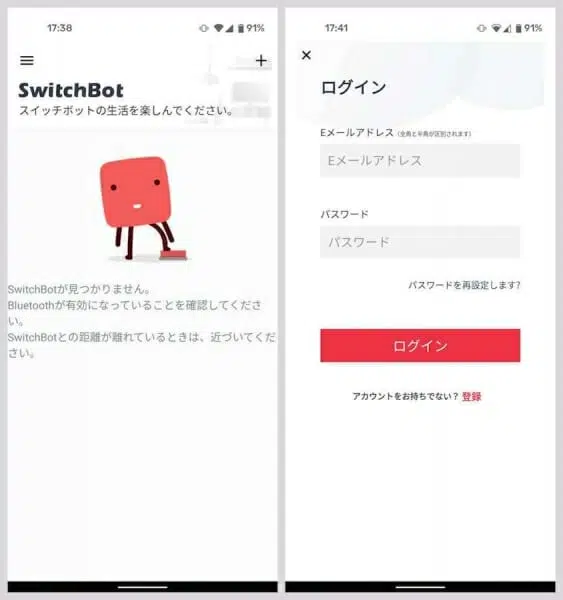 17:38
91%
SwitchBot
スイッチボットの生活を楽しんでください。
SwitchBotが見つかりません。
Bluetoothが有効になっていることを確認してくださ
い。
SwitchBotとの距離が離れているときは、近づいてくだ
さい。
17:41
91%
ログイン
Eメールアドレス (全角と半角が区別されます)
Eメールアドレス
パスワード
パスワード
パスワードを再設定します?
ログイン
アカウントをお持ちでない？ 登録